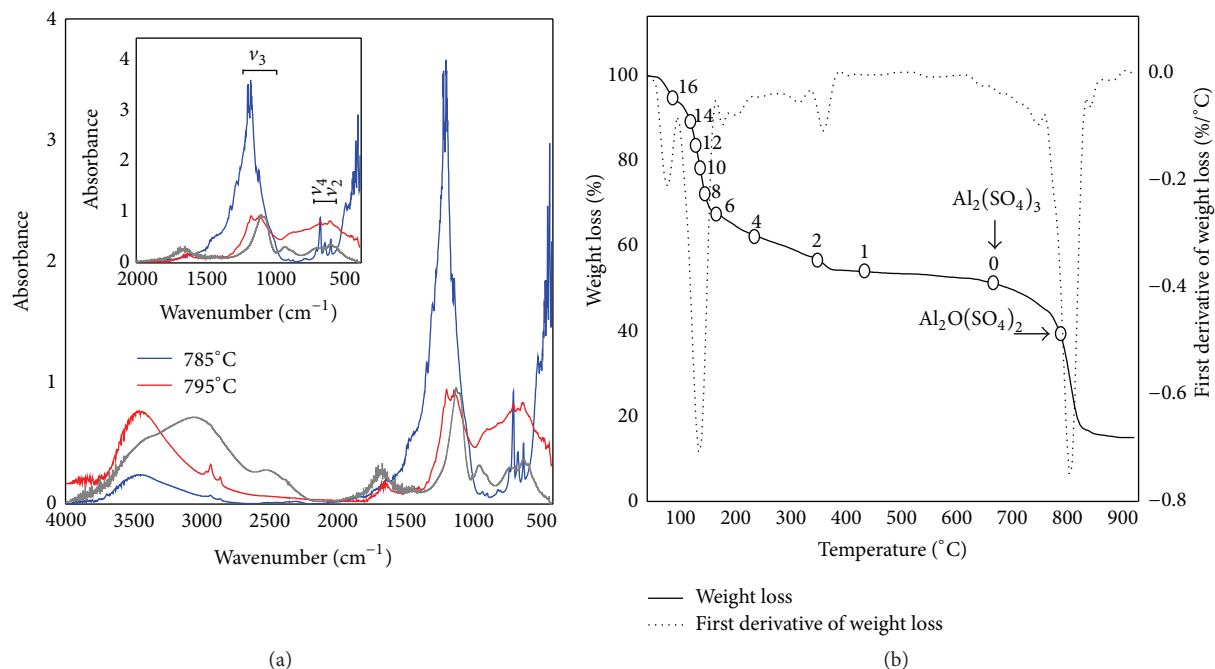 4
3
2
1
0
Absorbance
4000 3500 3000 2500 2000 1500 1000 500
Wavenumber (cm⁻¹)
4
3
2
1
0
Absorbance
2000 1500 1000 500
Wavenumber (cm⁻¹)
ν₃
ν₄
ν₂
785°C
795°C
(a)
100
80
60
40
20
0
Weight loss (%)
16
14
12
10
8
6
4
2
1
0
Al₂(SO₄)₃
Al₂O(SO₄)₂
0.0
−0.2
−0.4
−0.6
−0.8
First derivative of weight loss (%/°C)
100 200 300 400 500 600 700 800 900
Temperature (°C)
Weight loss
First derivative of weight loss
(b)